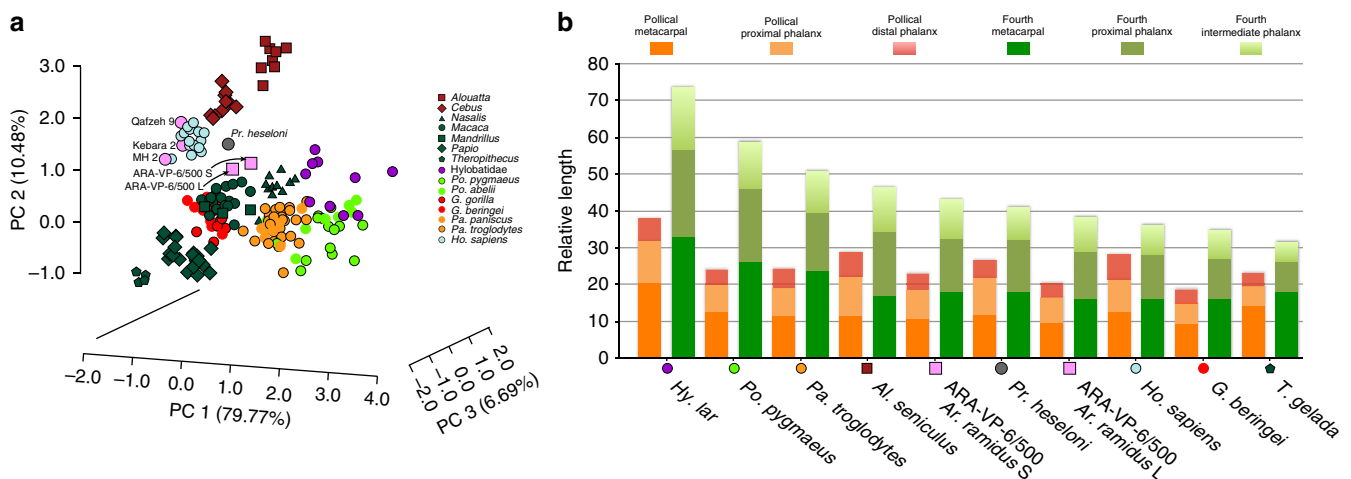 a
PC 2 (10.48%)
3.0
2.0
1.0
0.0
−1.0
Qafzeh 9
Kebara 2
MH 2
ARA-VP-6/500 S
ARA-VP-6/500 L
Pr. heseloni
Alouatta
Cebus
Nasalis
Macaca
Mandrillus
Papio
Theropithecus
Hylobatidae
Po. pygmaeus
Po. abelii
G. gorilla
G. beringei
Pa. paniscus
Pa. troglodytes
Ho. sapiens
−2.0
−1.0
0.0
1.0
2.0
3.0
4.0
PC 1 (79.77%)
−2.0
−1.0
0.0
1.0
2.0
PC 3 (6.69%)
b
Pollical
metacarpal
Pollical
proximal phalanx
Pollical
distal phalanx
Fourth
metacarpal
Fourth
proximal phalanx
Fourth
intermediate phalanx
Relative length
80
70
60
50
40
30
20
10
0
Hy. lar
Po. pygmaeus
Pa. troglodytes
Al. seniculus
ARA-VP-6/500
Ar. ramidus S
Pr. heseloni
ARA-VP-6/500
Ar. ramidus L
Ho. sapiens
G. beringei
T. gelada